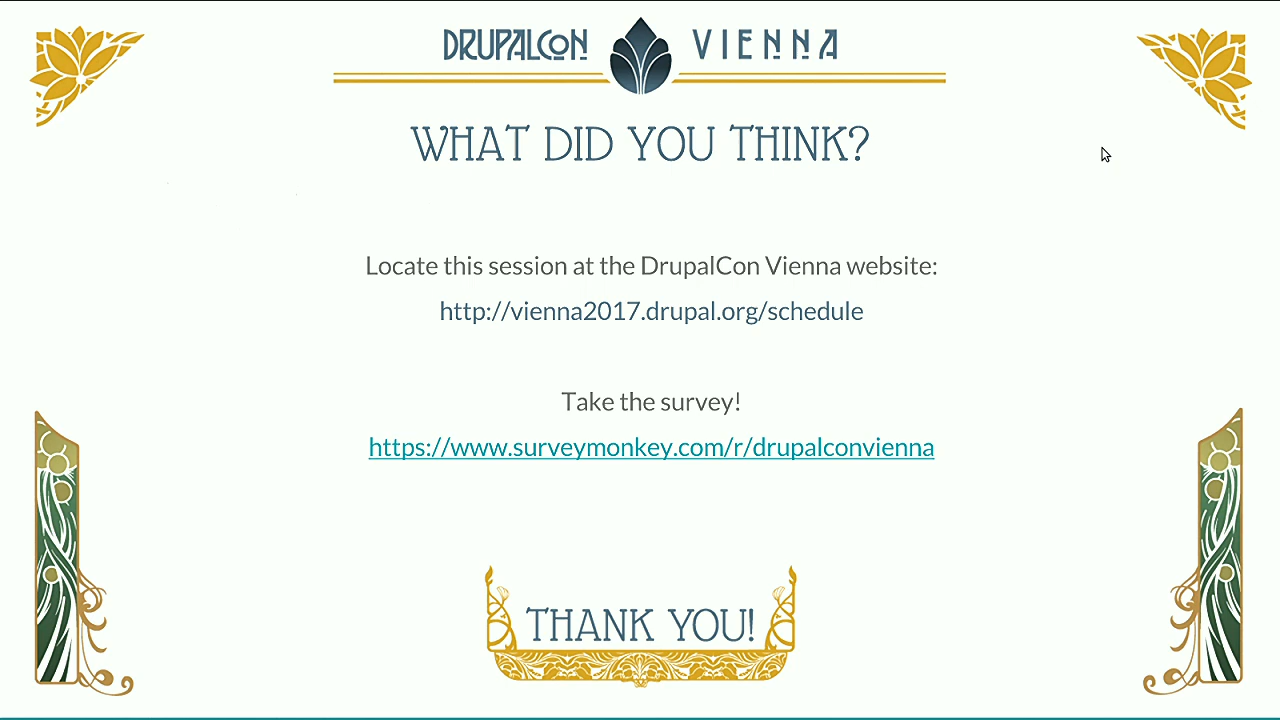 DRUPALCON VIENNA
WHAT DID YOU THINK?
Locate this session at the DrupalCon Vienna website:
http://vienna2017.drupal.org/schedule
Take the survey!
https://www.surveymonkey.com/r/drupalconvienna
THANK YOU!